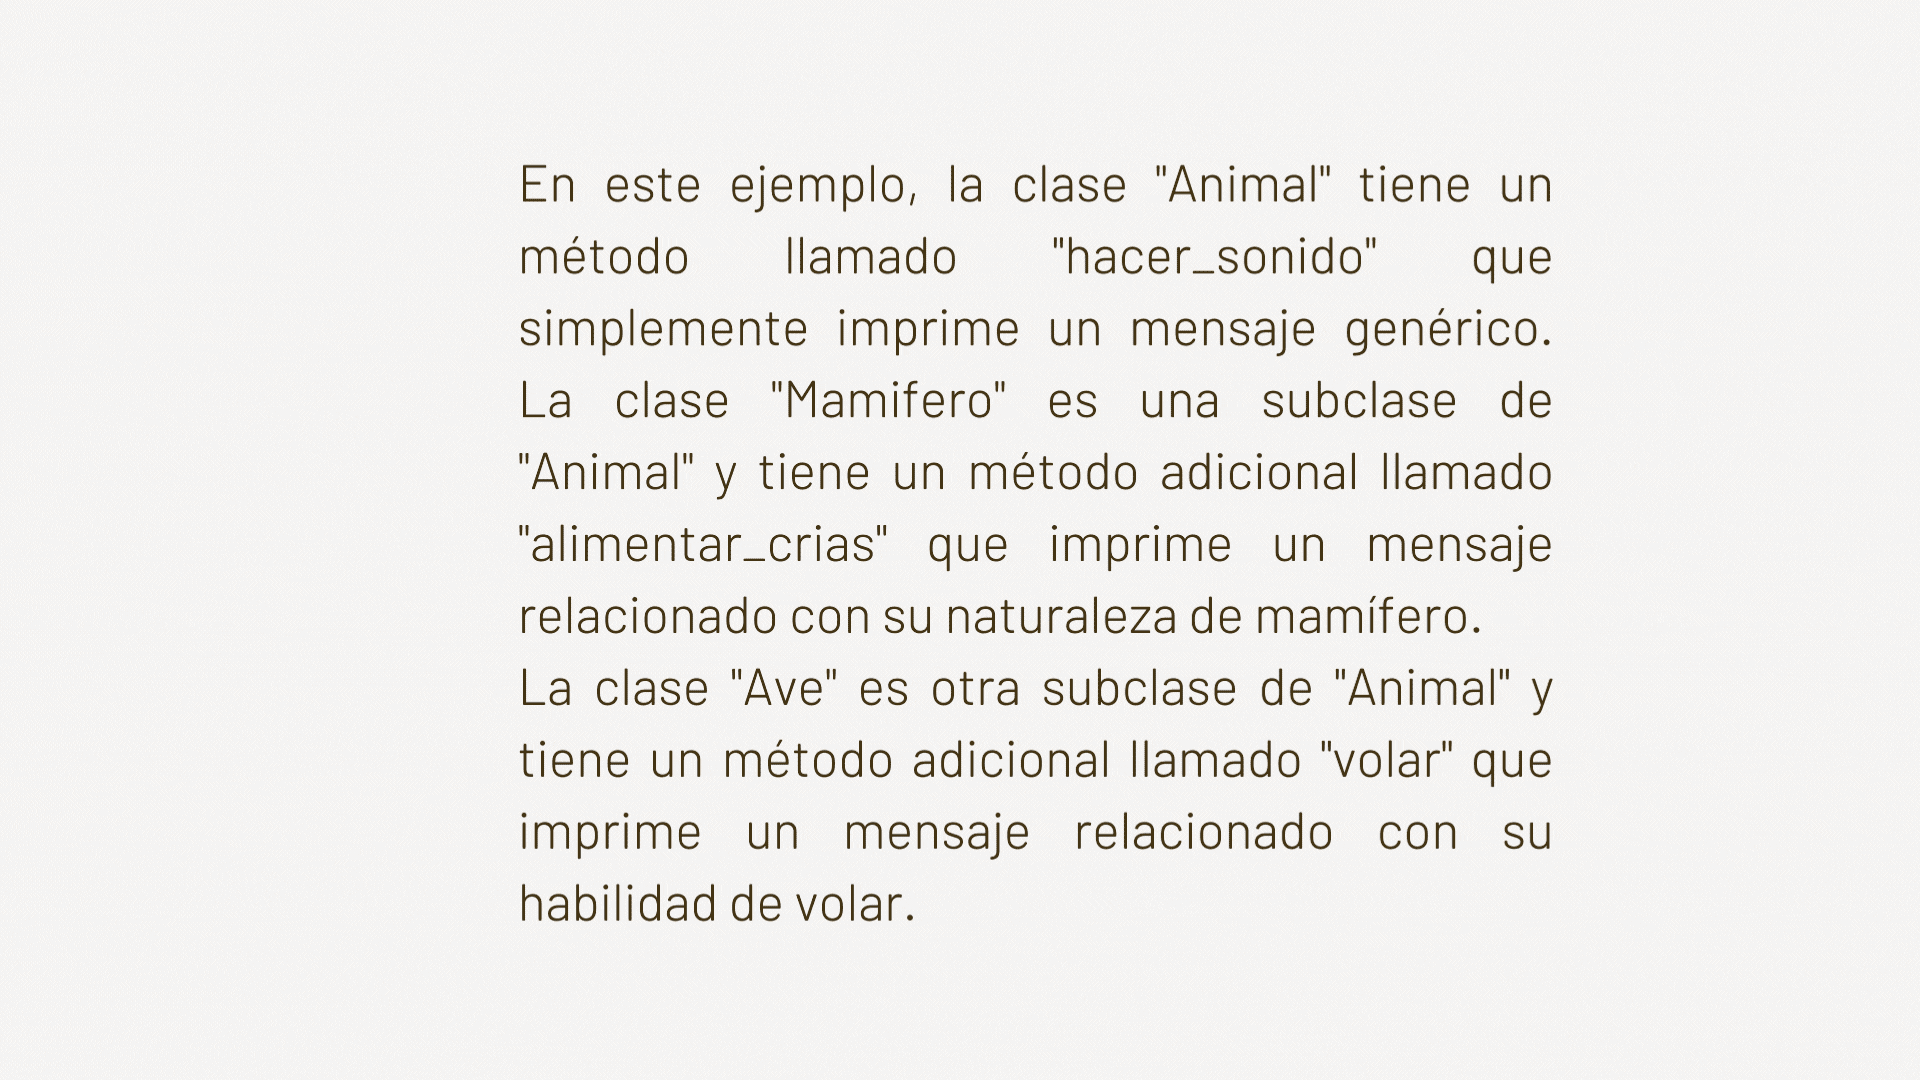 En este ejemplo, la clase "Animal" tiene un
método llamado "hacer_sonido" que
simplemente imprime un mensaje genérico.
La clase "Mamifero" es una subclase de
"Animal" y tiene un método adicional llamado
"alimentar_crias" que imprime un mensaje
relacionado con su naturaleza de mamífero.
La clase "Ave" es otra subclase de "Animal" y
tiene un método adicional llamado "volar" que
imprime un mensaje relacionado con su
habilidad de volar.